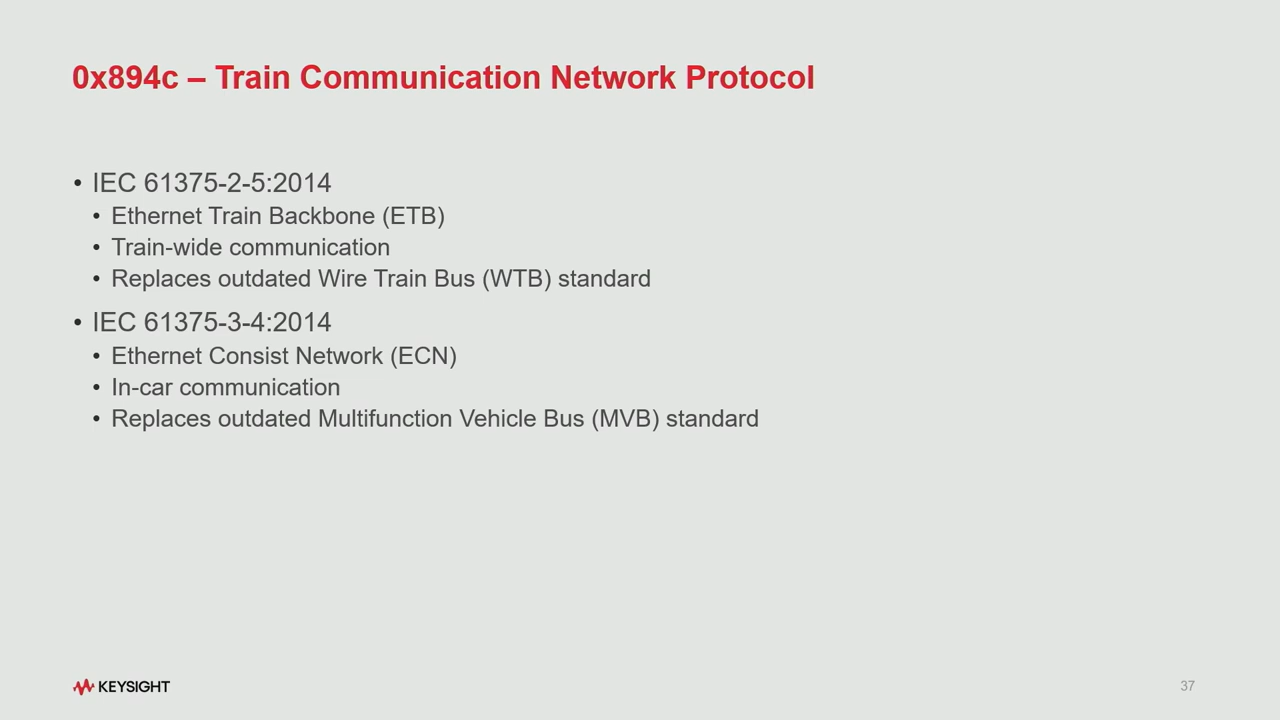 0x894c – Train Communication Network Protocol
• IEC 61375-2-5:2014
• Ethernet Train Backbone (ETB)
• Train-wide communication
• Replaces outdated Wire Train Bus (WTB) standard
• IEC 61375-3-4:2014
• Ethernet Consist Network (ECN)
• In-car communication
• Replaces outdated Multifunction Vehicle Bus (MVB) standard
KEYSIGHT
37